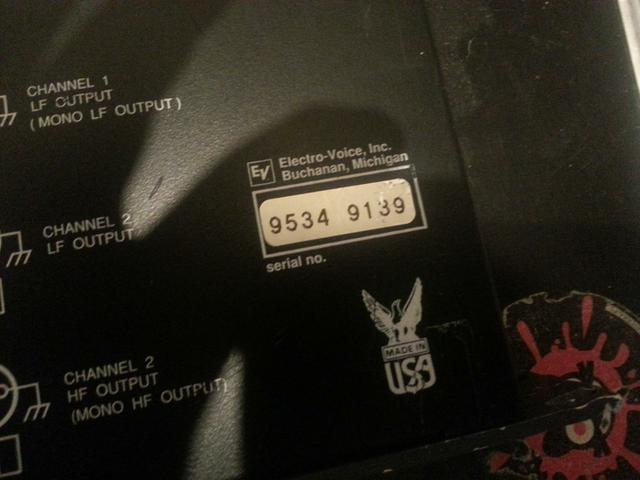 CHANNEL 1
LF OUTPUT
(MONO LF OUTPUT)
EV Electro-Voice, Inc.
Buchanan, Michigan
9534 9139
serial no.
CHANNEL 2
LF OUTPUT
MADE IN
USA
CHANNEL 2
HF OUTPUT
(MONO HF OUTPUT)